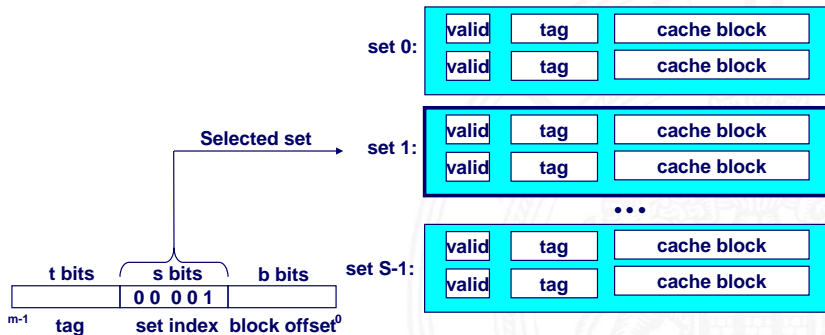 valid tag cache block
set 0:
valid tag cache block
Selected set
valid tag cache block
set 1:
valid tag cache block
•••
valid tag cache block
t bits s bits b bits
set S-1:
valid tag cache block
0 0 0 0 1
m-1 tag set index block offset 0